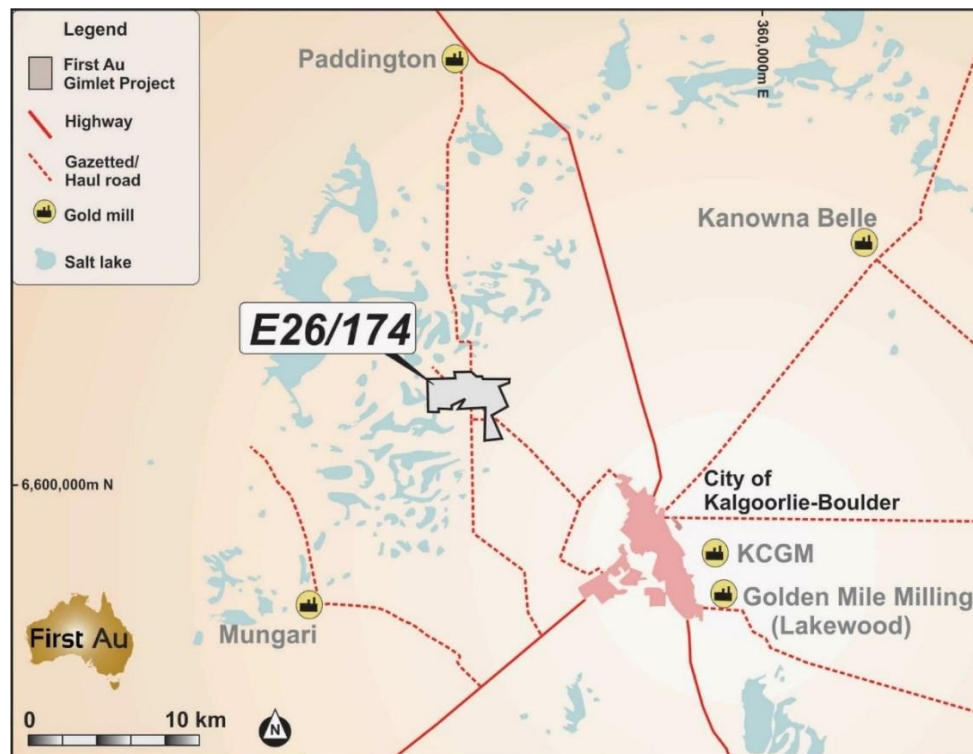 Legend
First Au
Gimlet Project
Highway
Gazetted/
Haul road
Gold mill
Salt lake
Paddington
360,000m E
Kanowna Belle
E26/174
6,600,000m N
City of
Kalgoorlie-Boulder
KCGM
Golden Mile Milling
(Lakewood)
Mungari
First Au
0 10 km
N